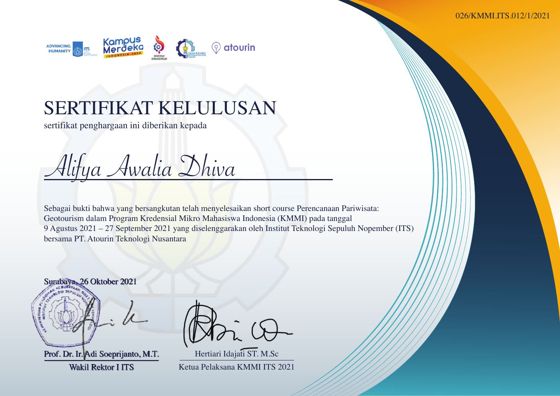 026/KMMI.ITS.012/1/2021
ADVANCING
HUMANITY
Kampus
Merdeka
INDONESIA JAYA
atourin
SERTIFIKAT KELULUSAN
sertifikat penghargaan ini diberikan kepada
Alifya Awalia Dhiva
Sebagai bukti bahwa yang bersangkutan telah menyelesaikan short course Perencanaan Pariwisata:
Geotourism dalam Program Kredensial Mikro Mahasiswa Indonesia (KMMI) pada tanggal
9 Agustus 2021 – 27 September 2021 yang diselenggarakan oleh Institut Teknologi Sepuluh Nopember (ITS)
bersama PT. Atourin Teknologi Nusantara
Surabaya, 26 Oktober 2021
Prof. Dr. Ir. Adi Soeprijanto, M.T.
Wakil Rektor I ITS
Hertiari Idajati ST. M.Sc
Ketua Pelaksana KMMI ITS 2021